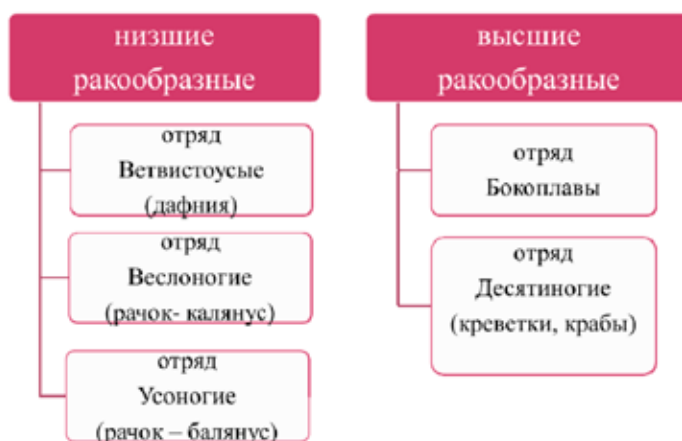 низшие
ракообразные
отряд
Ветвистоусые
(дафния)
отряд
Веслоногие
(рачок- калянус)
отряд
Усоногие
(рачок – балянус)
высшие
ракообразные
отряд
Бокоплавы
отряд
Десятиногие
(креветки, крабы)